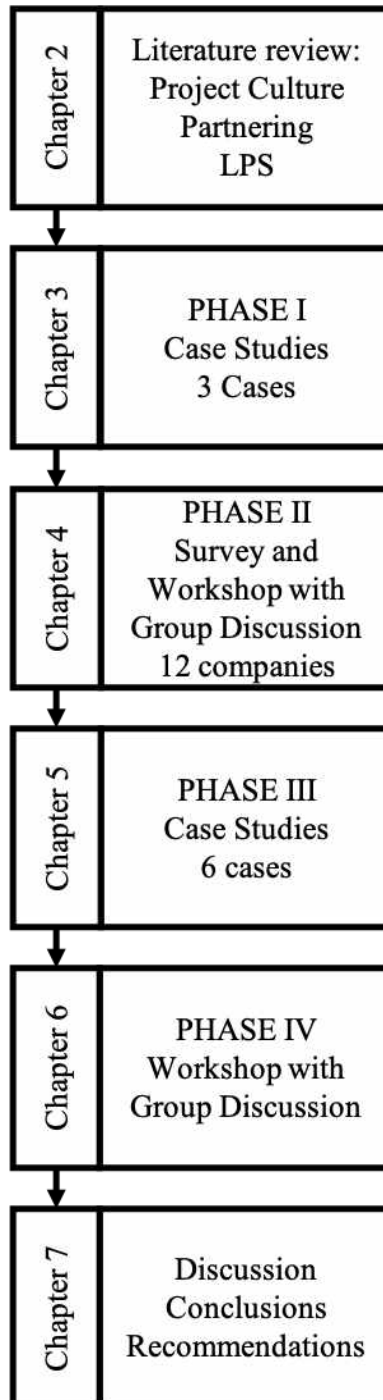 Chapter 2
Literature review:
Project Culture
Partnering
LPS
Chapter 3
PHASE I
Case Studies
3 Cases
Chapter 4
PHASE II
Survey and
Workshop with
Group Discussion
12 companies
Chapter 5
PHASE III
Case Studies
6 cases
Chapter 6
PHASE IV
Workshop with
Group Discussion
Chapter 7
Discussion
Conclusions
Recommendations